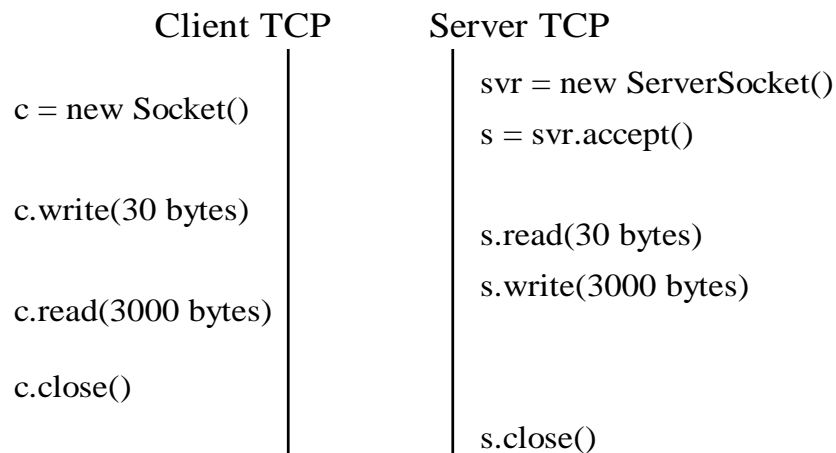 Client TCP
Server TCP
svr = new ServerSocket()
c = new Socket()
s = svr.accept()
c.write(30 bytes)
s.read(30 bytes)
s.write(3000 bytes)
c.read(3000 bytes)
c.close()
s.close()